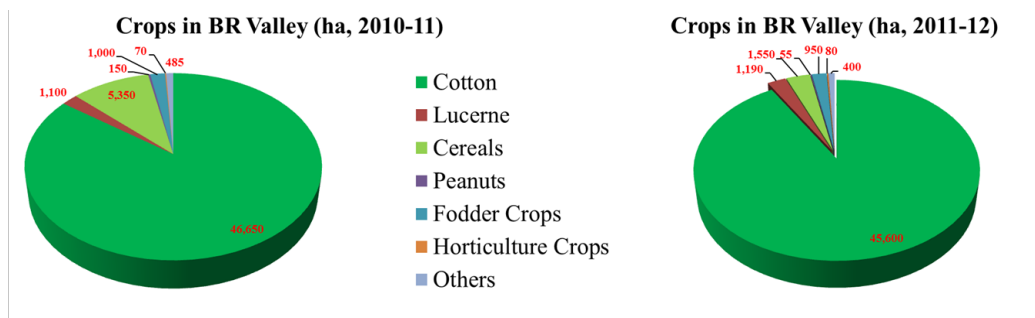 Crops in BR Valley (ha, 2010-11)
70
1,000
485
150
1,100
5,350
46,650
Cotton
Lucerne
Cereals
Peanuts
Fodder Crops
Horticulture Crops
Others
Crops in BR Valley (ha, 2011-12)
1,550
55
950
80
1,190
400
45,600